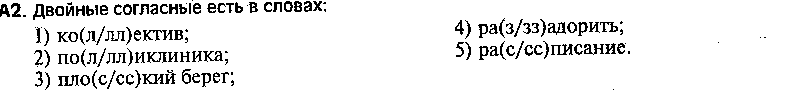 А2. Двойные согласные есть в словах:
1) ко(л/лл)ектив;
2) по(л/лл)иклиника;
3) пло(с/сс)кий берег;
4) ра(з/зз)адорить;
5) ра(с/сс)писание.